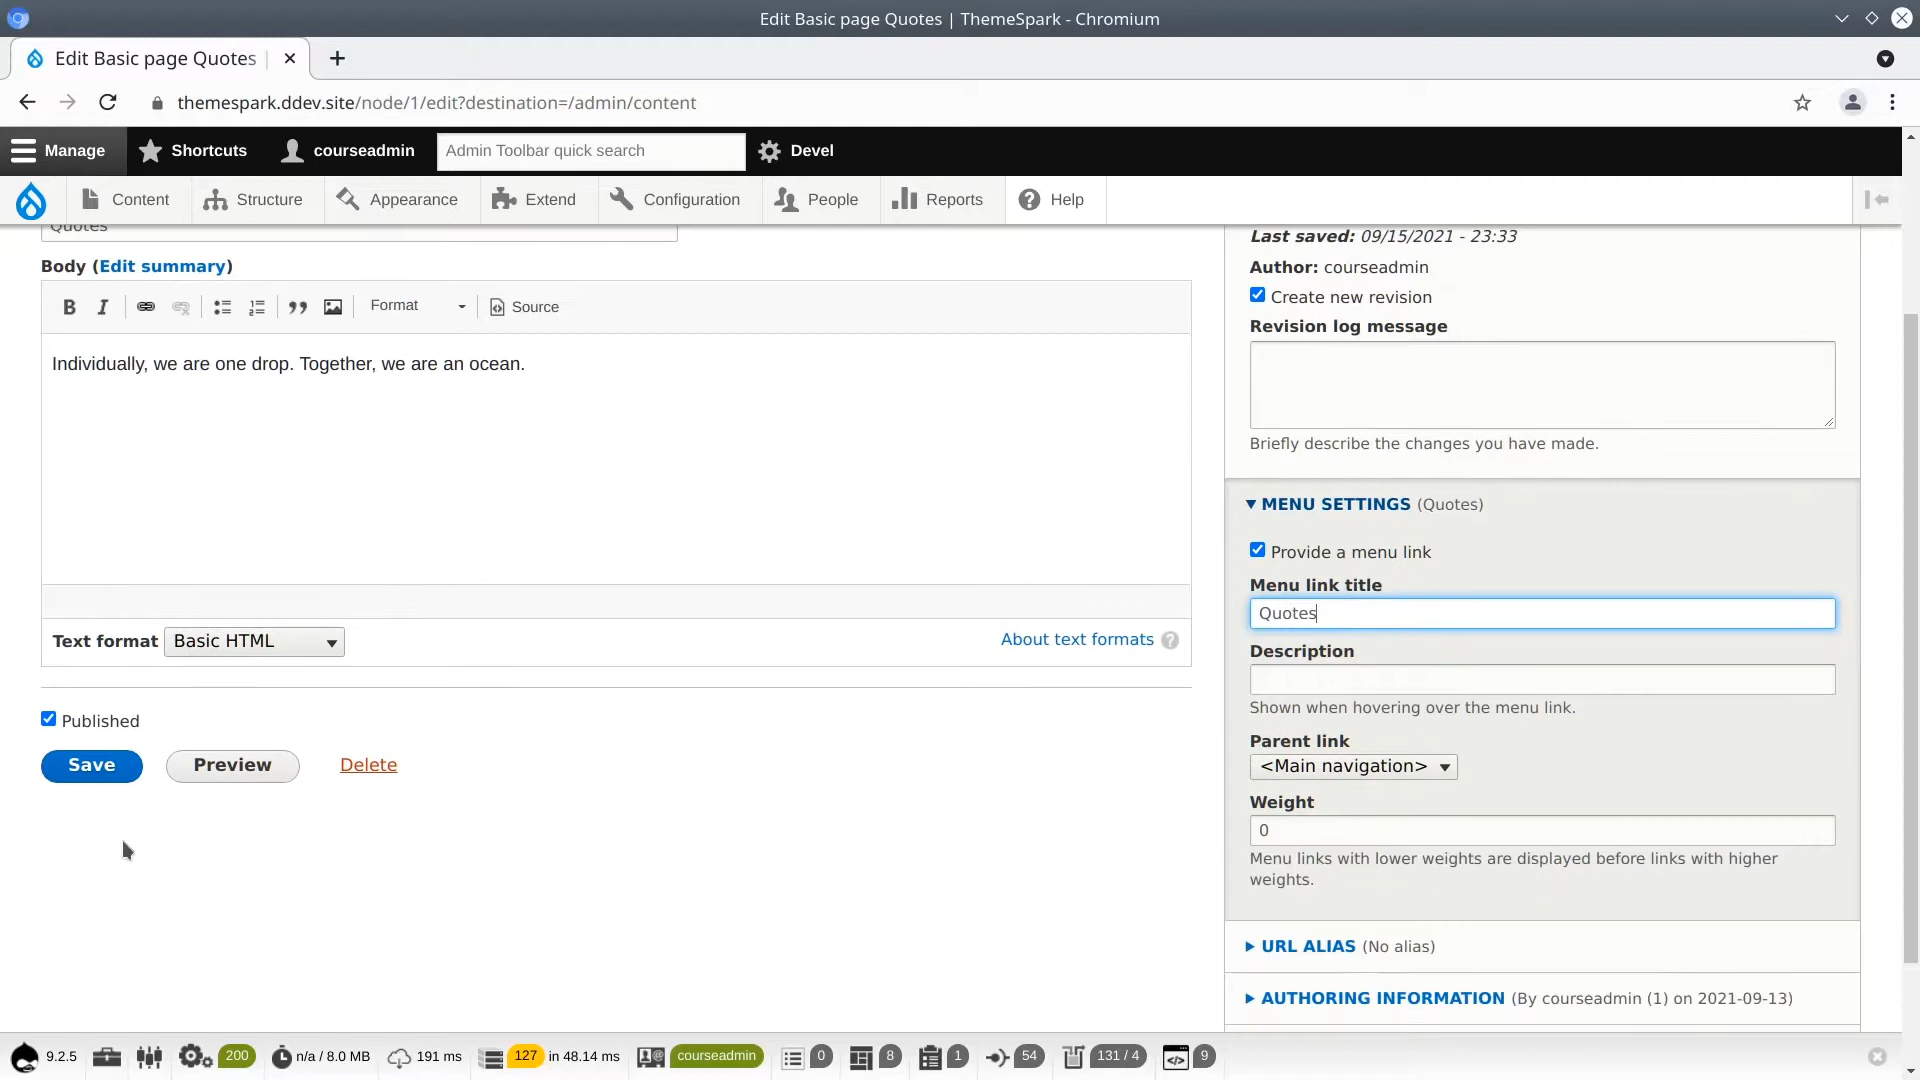 Edit Basic page Quotes | ThemeSpark - Chromium
Edit Basic page Quotes
themespark.ddev.site/node/1/edit?destination=/admin/content
Manage Shortcuts courseadmin Admin Toolbar quick search Devel
Content Structure Appearance Extend Configuration People Reports Help
Quotes
Body (Edit summary)
Format Source
Individually, we are one drop. Together, we are an ocean.
Text format Basic HTML About text formats
Published
Save Preview Delete
Last saved: 09/15/2021 - 23:33
Author: courseadmin
Create new revision
Revision log message
Briefly describe the changes you have made.
MENU SETTINGS (Quotes)
Provide a menu link
Menu link title
Quotes
Description
Shown when hovering over the menu link.
Parent link
<Main navigation>
Weight
0
Menu links with lower weights are displayed before links with higher
weights.
URL ALIAS (No alias)
AUTHORING INFORMATION (By courseadmin (1) on 2021-09-13)
9.2.5 200 n/a / 8.0 MB 191 ms 127 in 48.14 ms courseadmin 0 8 1 54 131 / 4 9